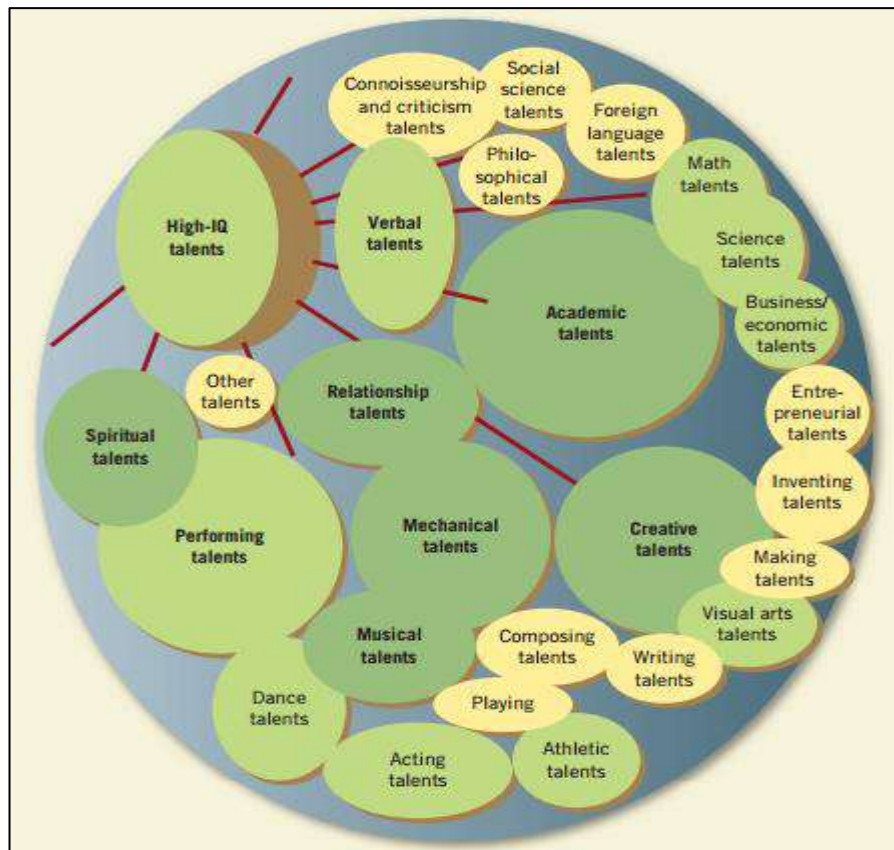 Connoisseurship
and criticism
talents
Social
science
talents
Foreign
language
talents
Philo-
sophical
talents
Math
talents
High-IQ
talents
Verbal
talents
Science
talents
Academic
talents
Business/
economic
talents
Other
talents
Relationship
talents
Entre-
preneurial
talents
Spiritual
talents
Inventing
talents
Performing
talents
Mechanical
talents
Creative
talents
Making
talents
Visual arts
talents
Musical
talents
Composing
talents
Writing
talents
Dance
talents
Playing
Acting
talents
Athletic
talents